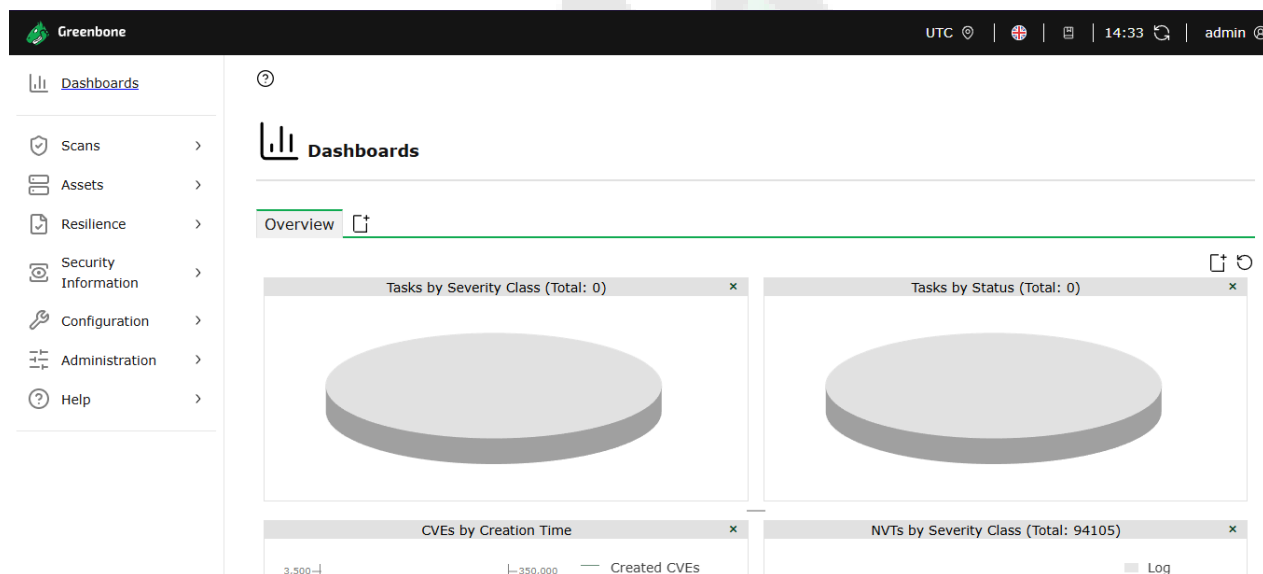 Greenbone
UTC
14:33
admin
Dashboards
Scans
Assets
Resilience
Security
Information
Configuration
Administration
Help
Dashboards
Overview
Tasks by Severity Class (Total: 0)
Tasks by Status (Total: 0)
CVEs by Creation Time
3,500
350,000
Created CVEs
NVTs by Severity Class (Total: 94105)
Log